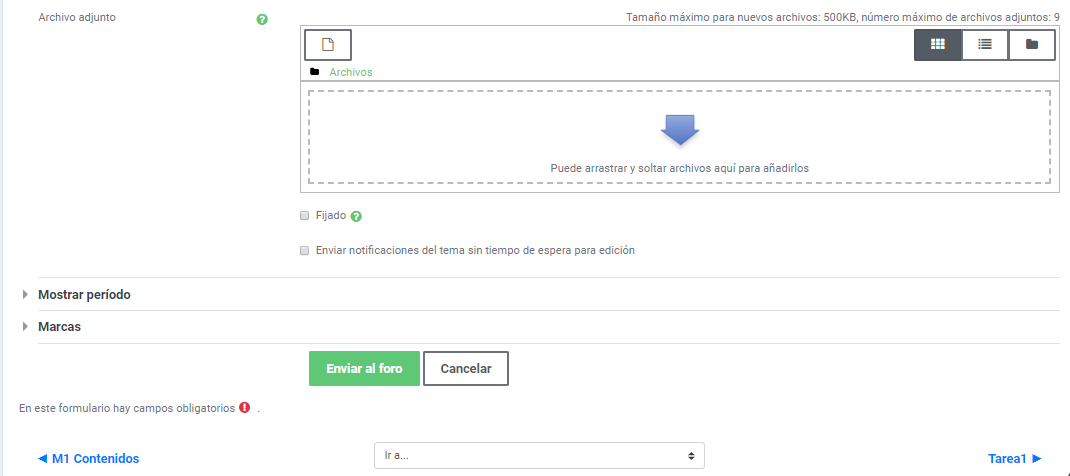 Archivo adjunto
Tamaño máximo para nuevos archivos: 500KB, número máximo de archivos adjuntos: 9
Archivos
Puede arrastrar y soltar archivos aquí para añadirlos
Fijado
Enviar notificaciones del tema sin tiempo de espera para edición
Mostrar período
Marcas
Enviar al foro Cancelar
En este formulario hay campos obligatorios .
◀ M1 Contenidos Ir a... Tarea1 ▶